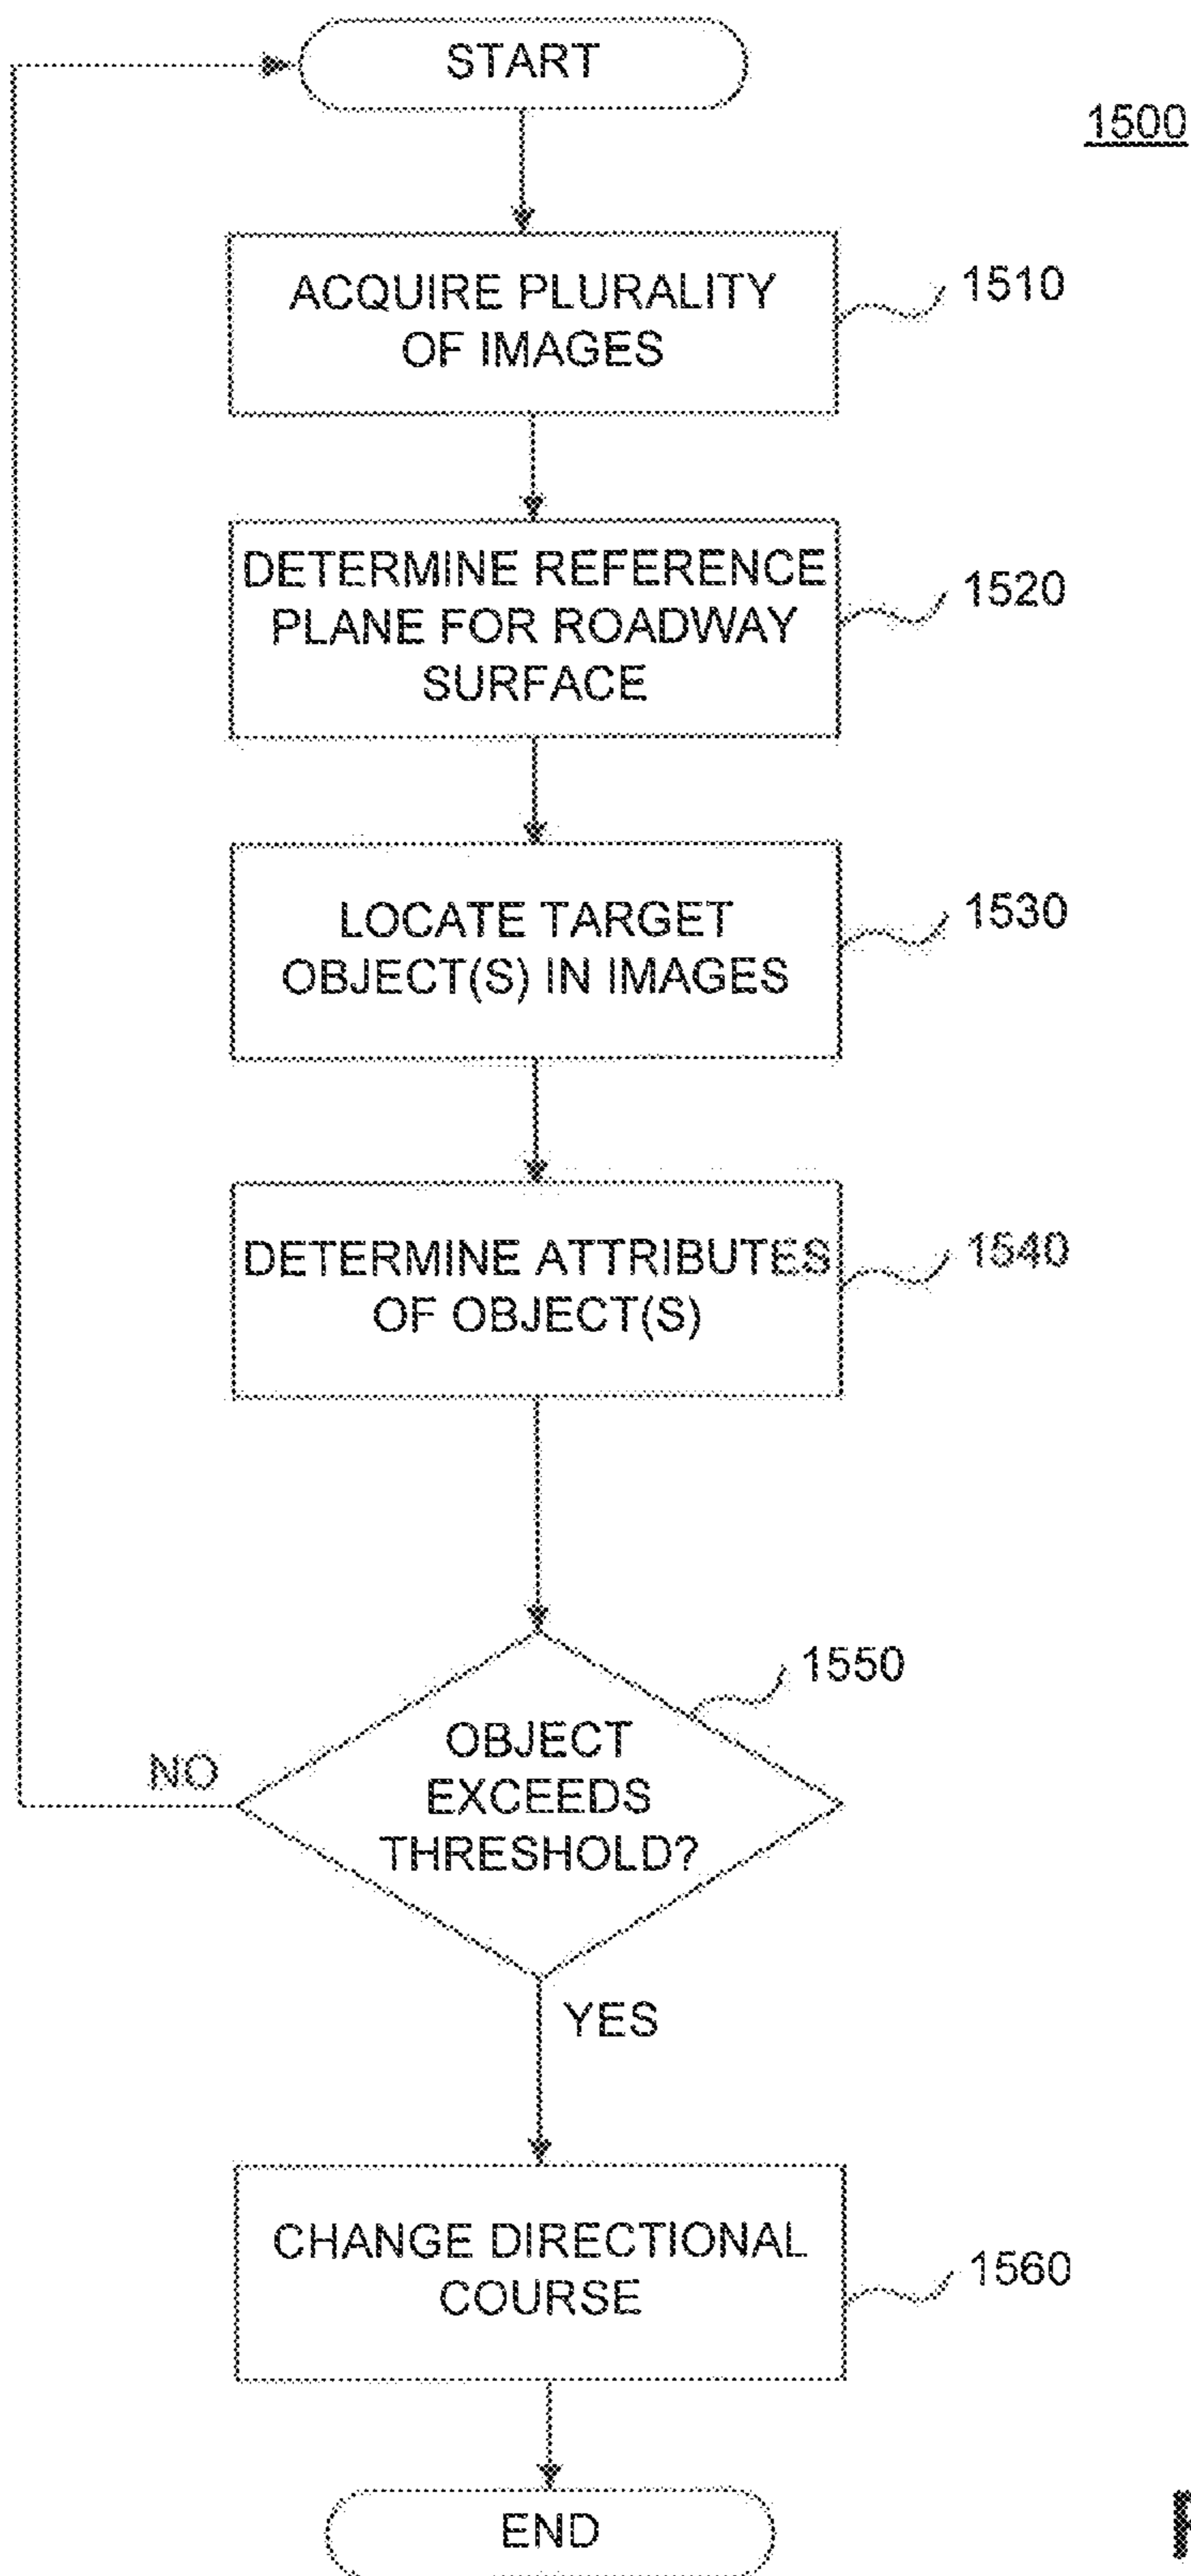 START
1500
ACQUIRE PLURALITY
OF IMAGES
1510
DETERMINE REFERENCE
PLANE FOR ROADWAY
SURFACE
1520
LOCATE TARGET
OBJECT(S) IN IMAGES
1530
DETERMINE ATTRIBUTES
OF OBJECT(S)
1540
1550
OBJECT
EXCEEDS
THRESHOLD?
NO
YES
CHANGE DIRECTIONAL
COURSE
1560
END